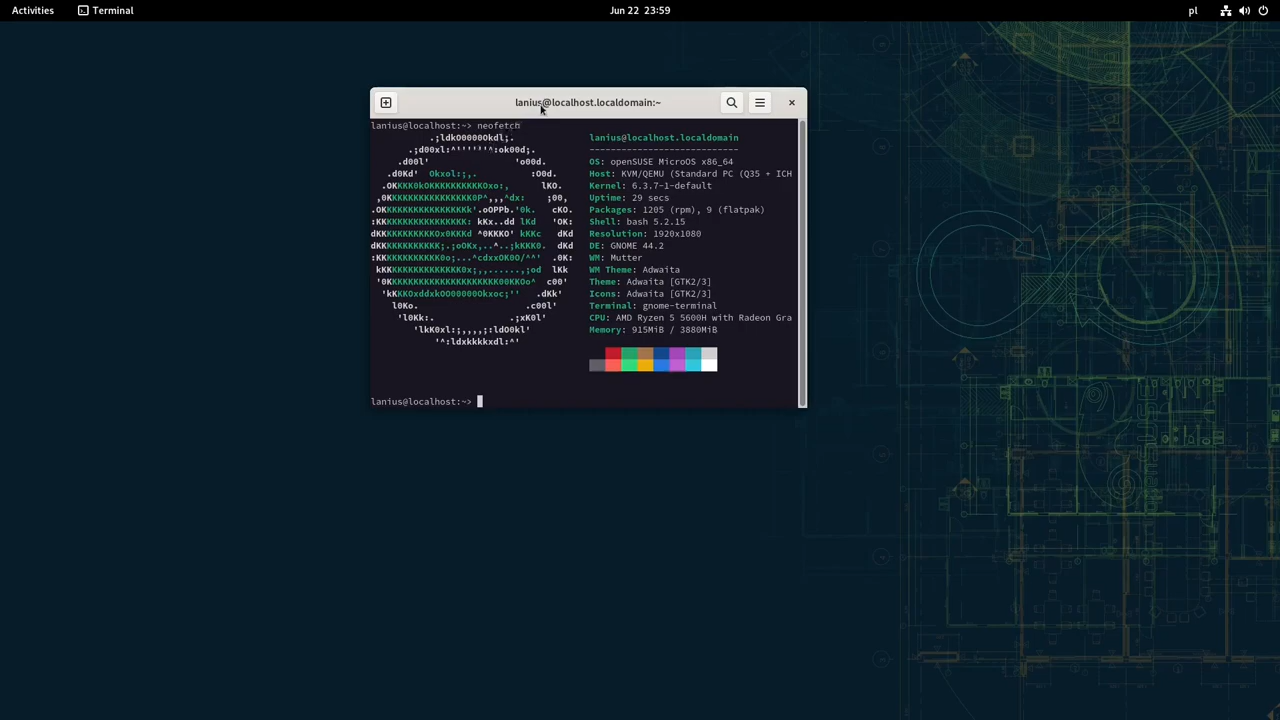 Activities Terminal Jun 22 23:59 pl
lanius@localhost.localdomain:~
lanius@localhost:~> neofetch
lanius@localhost.localdomain
----------------------------
OS: openSUSE MicroOS x86_64
Host: KVM/QEMU (Standard PC (Q35 + ICH
Kernel: 6.3.7-1-default
Uptime: 29 secs
Packages: 1205 (rpm), 9 (flatpak)
Shell: bash 5.2.15
Resolution: 1920x1080
DE: GNOME 44.2
WM: Mutter
WM Theme: Adwaita
Theme: Adwaita [GTK2/3]
Icons: Adwaita [GTK2/3]
Terminal: gnome-terminal
CPU: AMD Ryzen 5 5600H with Radeon Gra
Memory: 915MiB / 3880MiB
lanius@localhost:~>